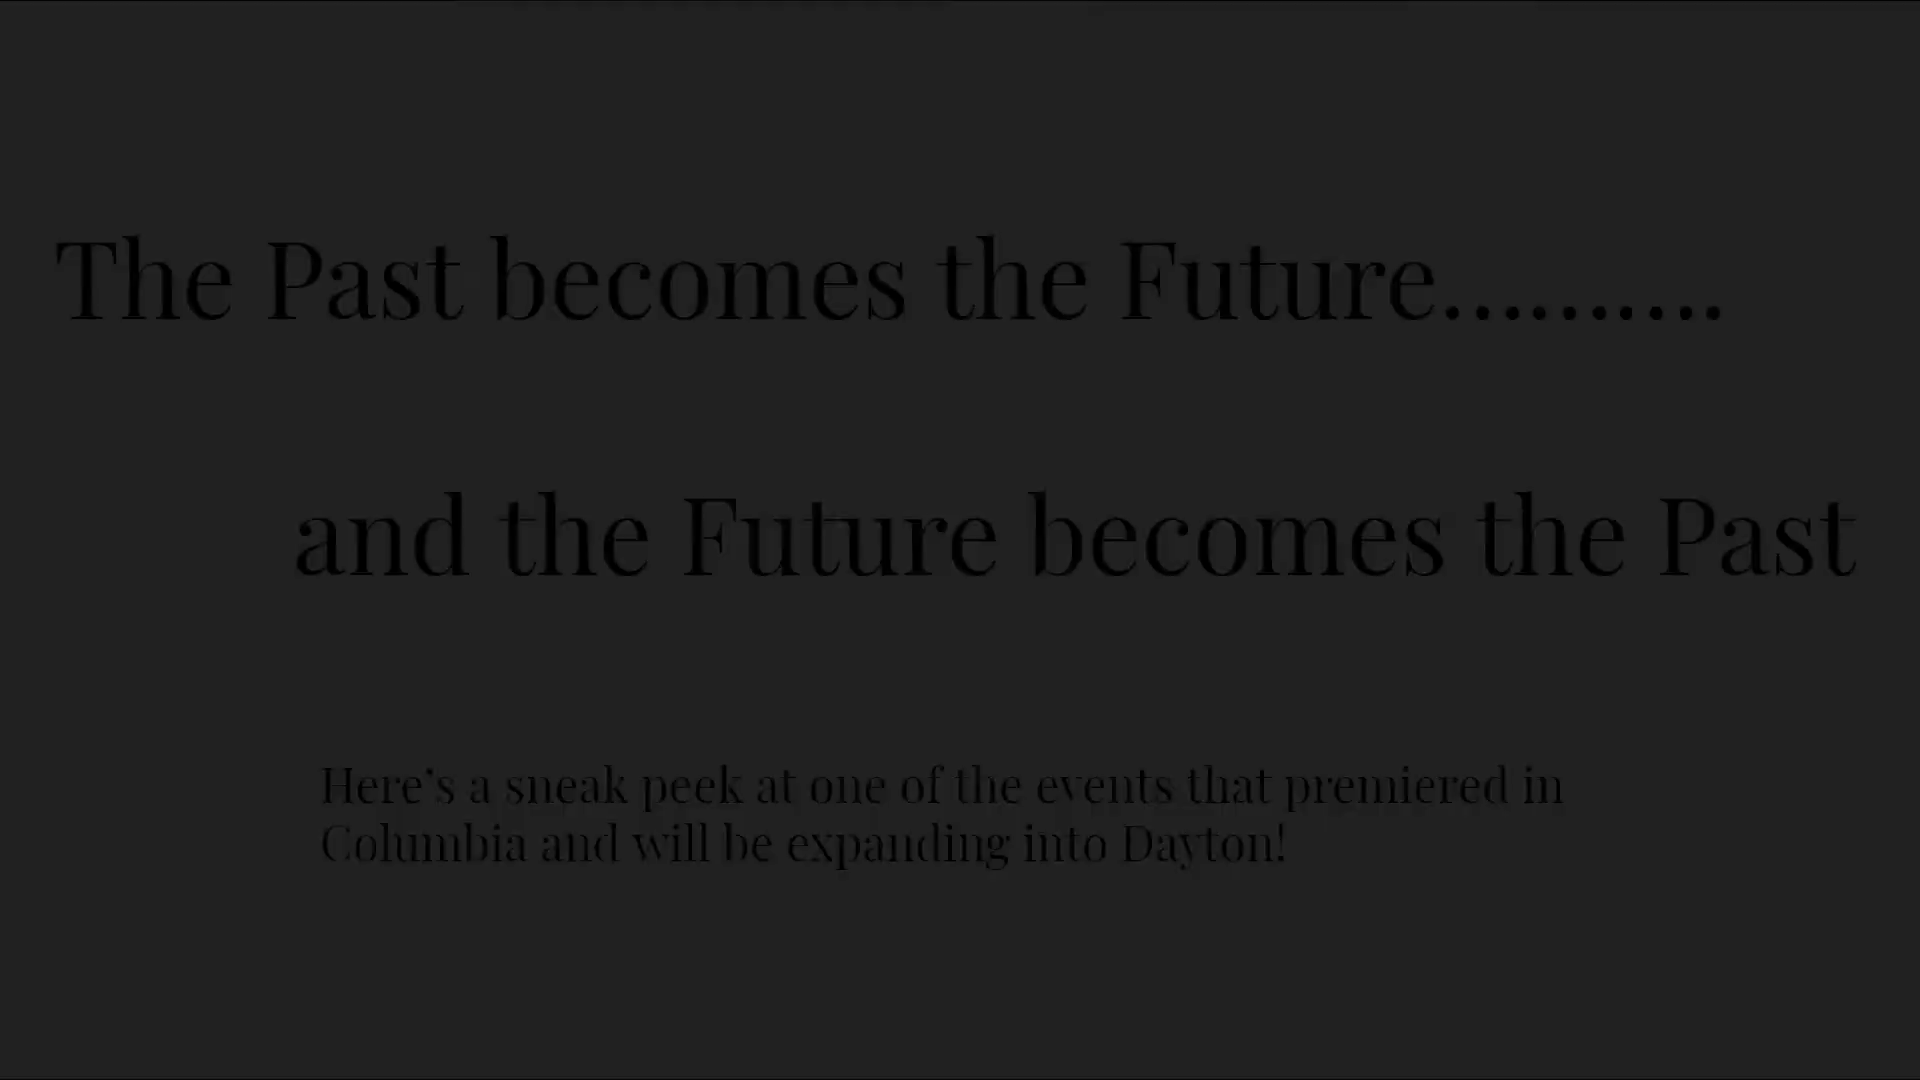 The Past becomes the Future..........
and the Future becomes the Past
Here’s a sneak peek at one of the events that premiered in
Columbia and will be expanding into Dayton!